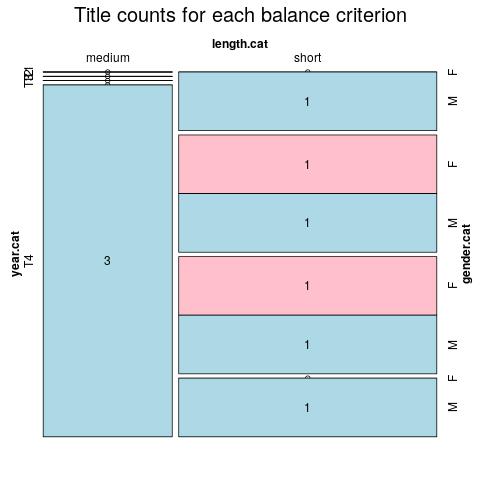 Title counts for each balance criterion
length.cat
medium short
F
1 M
1 F
1 M
year.cat T4 3 gender.cat
1 F
1 M
F
1 M